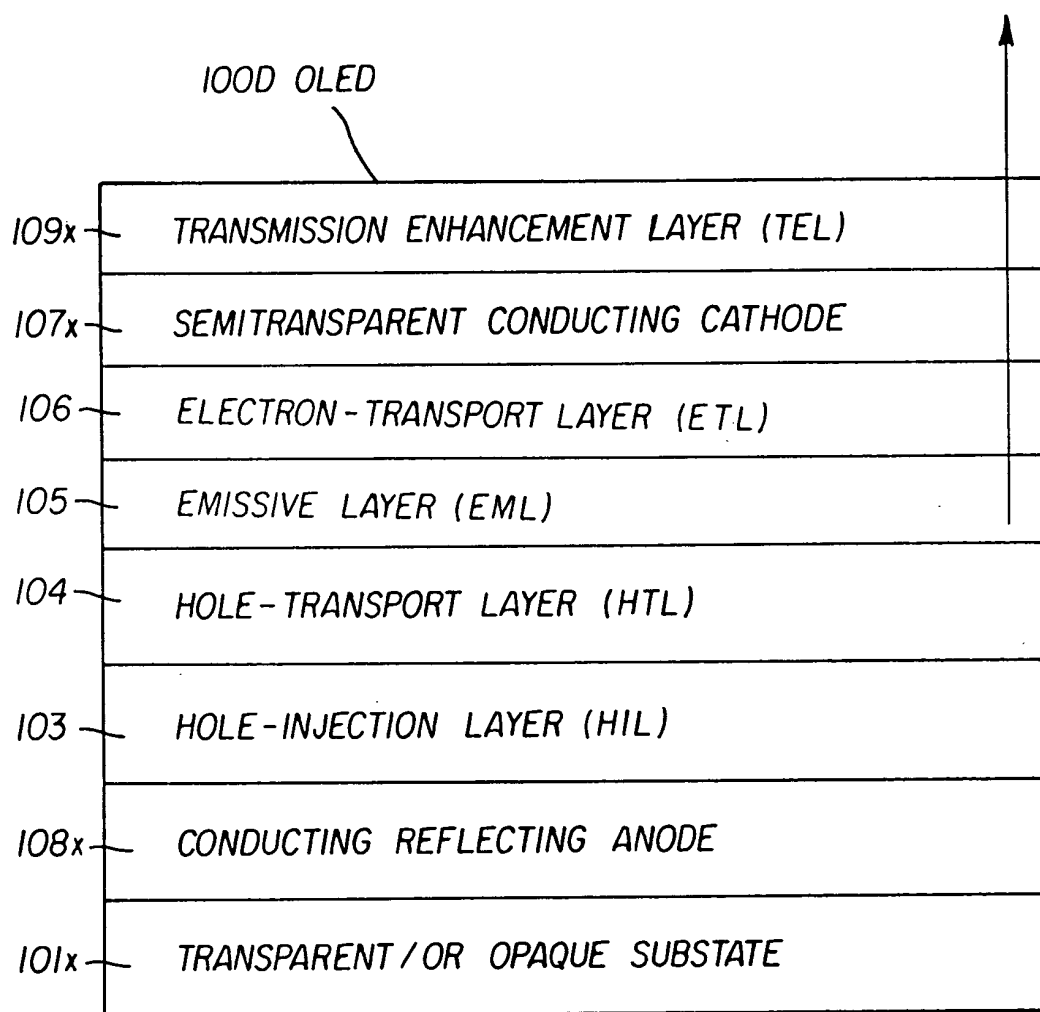 100D OLED
109x TRANSMISSION ENHANCEMENT LAYER (TEL)
107x SEMITRANSPARENT CONDUCTING CATHODE
106 ELECTRON-TRANSPORT LAYER (ETL)
105 EMISSIVE LAYER (EML)
104 HOLE-TRANSPORT LAYER (HTL)
103 HOLE-INJECTION LAYER (HIL)
108x CONDUCTING REFLECTING ANODE
101x TRANSPARENT/OR OPAQUE SUBSTATE